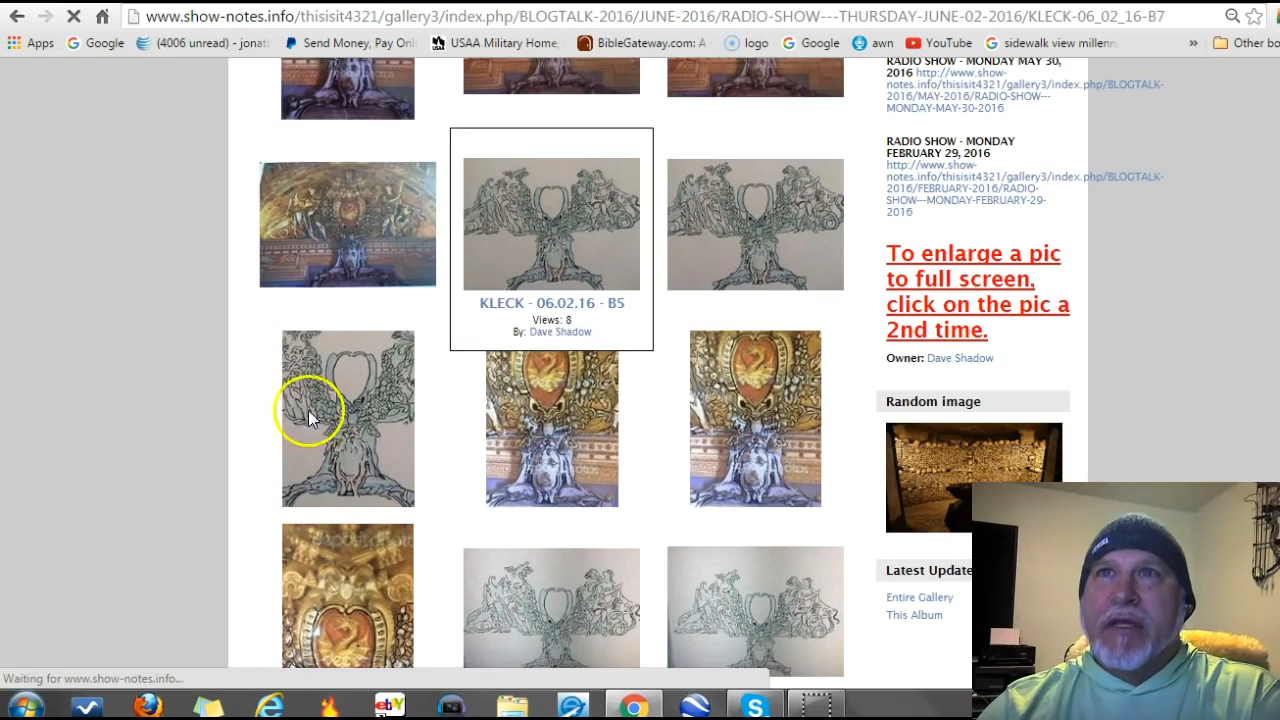 www.show-notes.info/thisisit4321/gallery3/index.php/BLOGTALK-2016/JUNE-2016/RADIO-SHOW---THURSDAY-JUNE-02-2016/KLECK-06_02_16-B7
Apps Google (4006 unread) - jonat Send Money, Pay Onl USAA Military Home, BibleGateway.com: A logo Google awn YouTube sidewalk view millenn » Other bo
RADIO SHOW - MONDAY MAY 30,
2016 http://www.show-
notes.info/thisisit4321/gallery3/index.php/BLOGTALK-
2016/MAY-2016/RADIO-SHOW---
MONDAY-MAY-30-2016
RADIO SHOW - MONDAY
FEBRUARY 29, 2016
http://www.show-
notes.info/thisisit4321/gallery3/index.php/BLOGTALK-
2016/FEBRUARY-2016/RADIO-
SHOW---MONDAY-FEBRUARY-29-
2016
To enlarge a pic
to full screen,
click on the pic a
2nd time.
Owner: Dave Shadow
KLECK - 06.02.16 - B5
Views: 8
By: Dave Shadow
Random image
Latest Update
Entire Gallery
This Album
Waiting for www.show-notes.info...
ebY